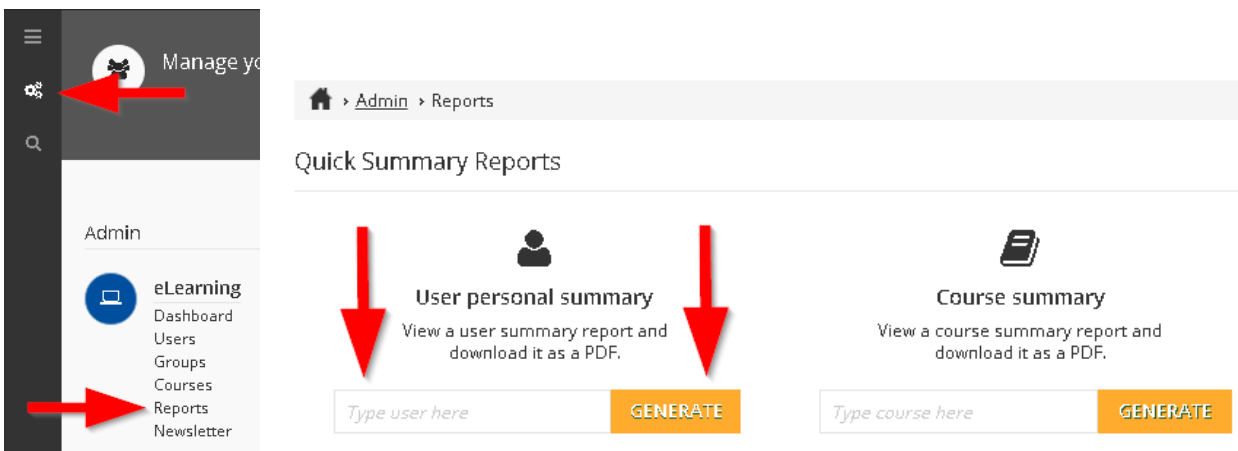 Manage yo
Admin
eLearning
Dashboard
Users
Groups
Courses
Reports
Newsletter
› Admin › Reports
Quick Summary Reports
User personal summary
View a user summary report and
download it as a PDF.
Type user here
GENERATE
Course summary
View a course summary report and
download it as a PDF.
Type course here
GENERATE